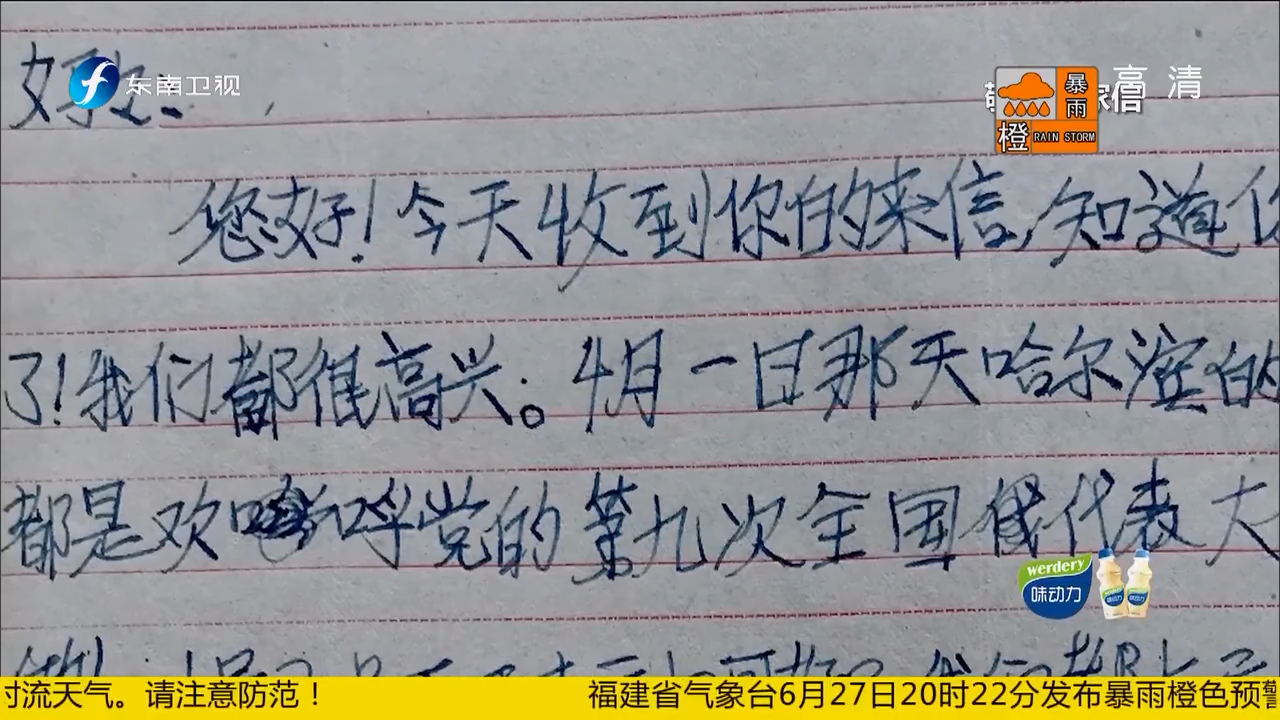 东南卫视
高清
家信
暴雨
橙 RAIN STORM
您好!今天收到你的来信,知道
了!我们都很高兴。4月一日那天哈尔滨的
都是欢呼党的第九次全国代表大
werdery
味动力
对流天气。请注意防范! 福建省气象台6月27日20时22分发布暴雨橙色预警